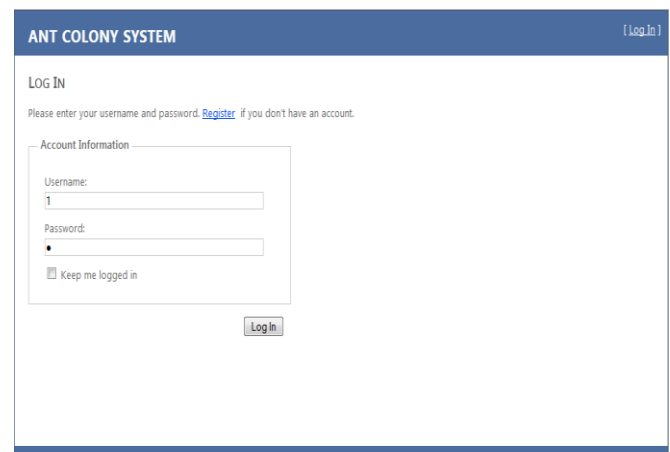 ANT COLONY SYSTEM
[ Log In ]
LOG IN
Please enter your username and password. Register if you don't have an account.
Account Information
Username:
1
Password:
•
Keep me logged in
Log In